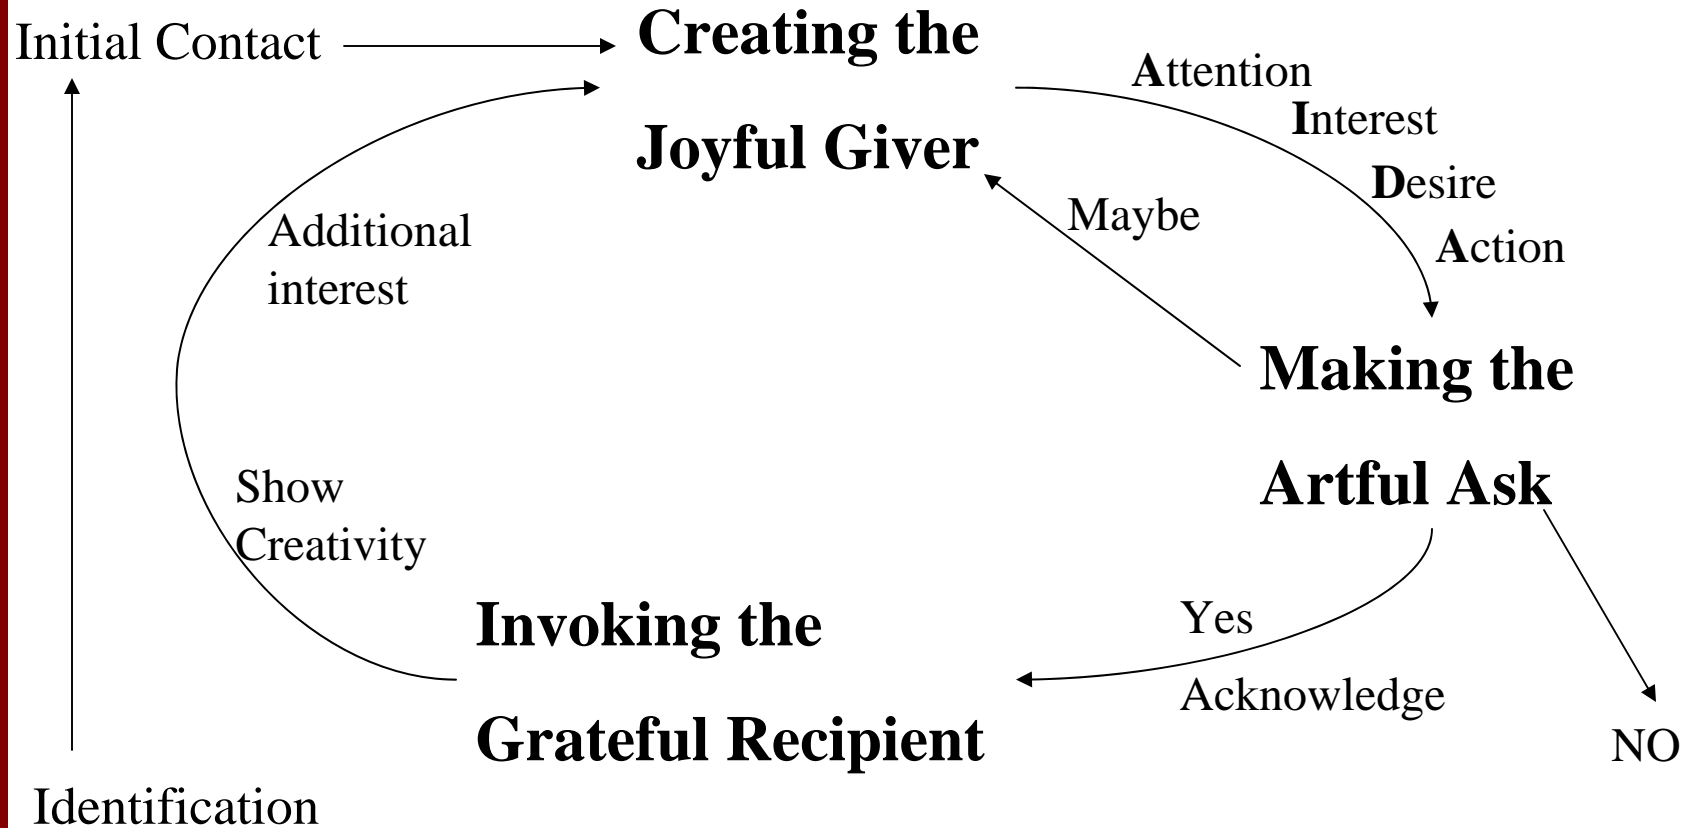 Initial Contact
Creating the
Joyful Giver
Attention
Interest
Desire
Action
Maybe
Additional
interest
Making the
Artful Ask
Show
Creativity
Invoking the
Grateful Recipient
Yes
Acknowledge
NO
Identification